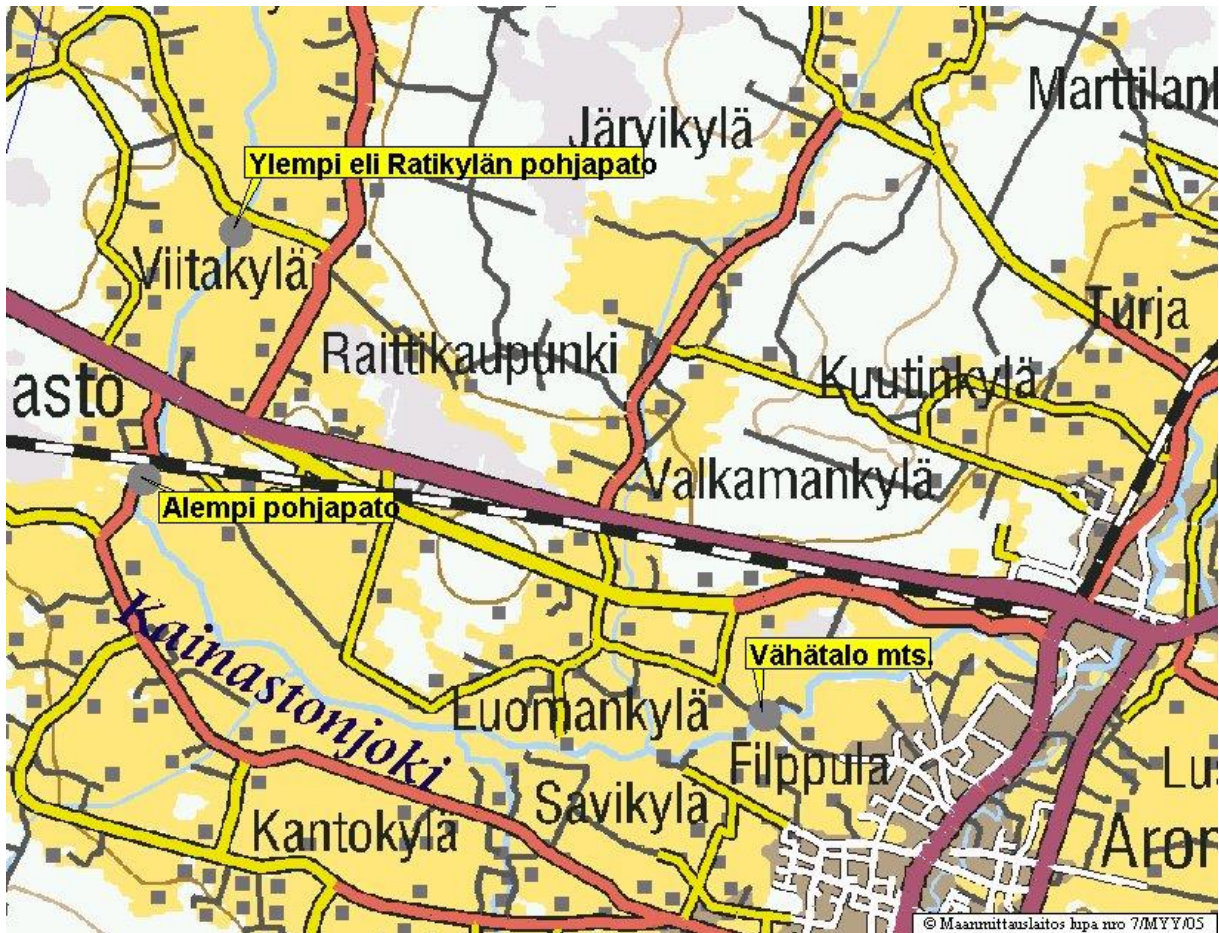 Marttilan
Järvikylä
Ylempi eli Ratikylän pohjapato
Viitakylä
Turja
Raittikaupunki
Kuutinkylä
asto
Valkamankylä
Alempi pohjapato
Kainastonjoki
Vähätalo mts.
Luomankylä
Filppula
Lus
Savikylä
Kantokylä
Aron
© Maanmittauslaitos lupa nro 7/MYY/05